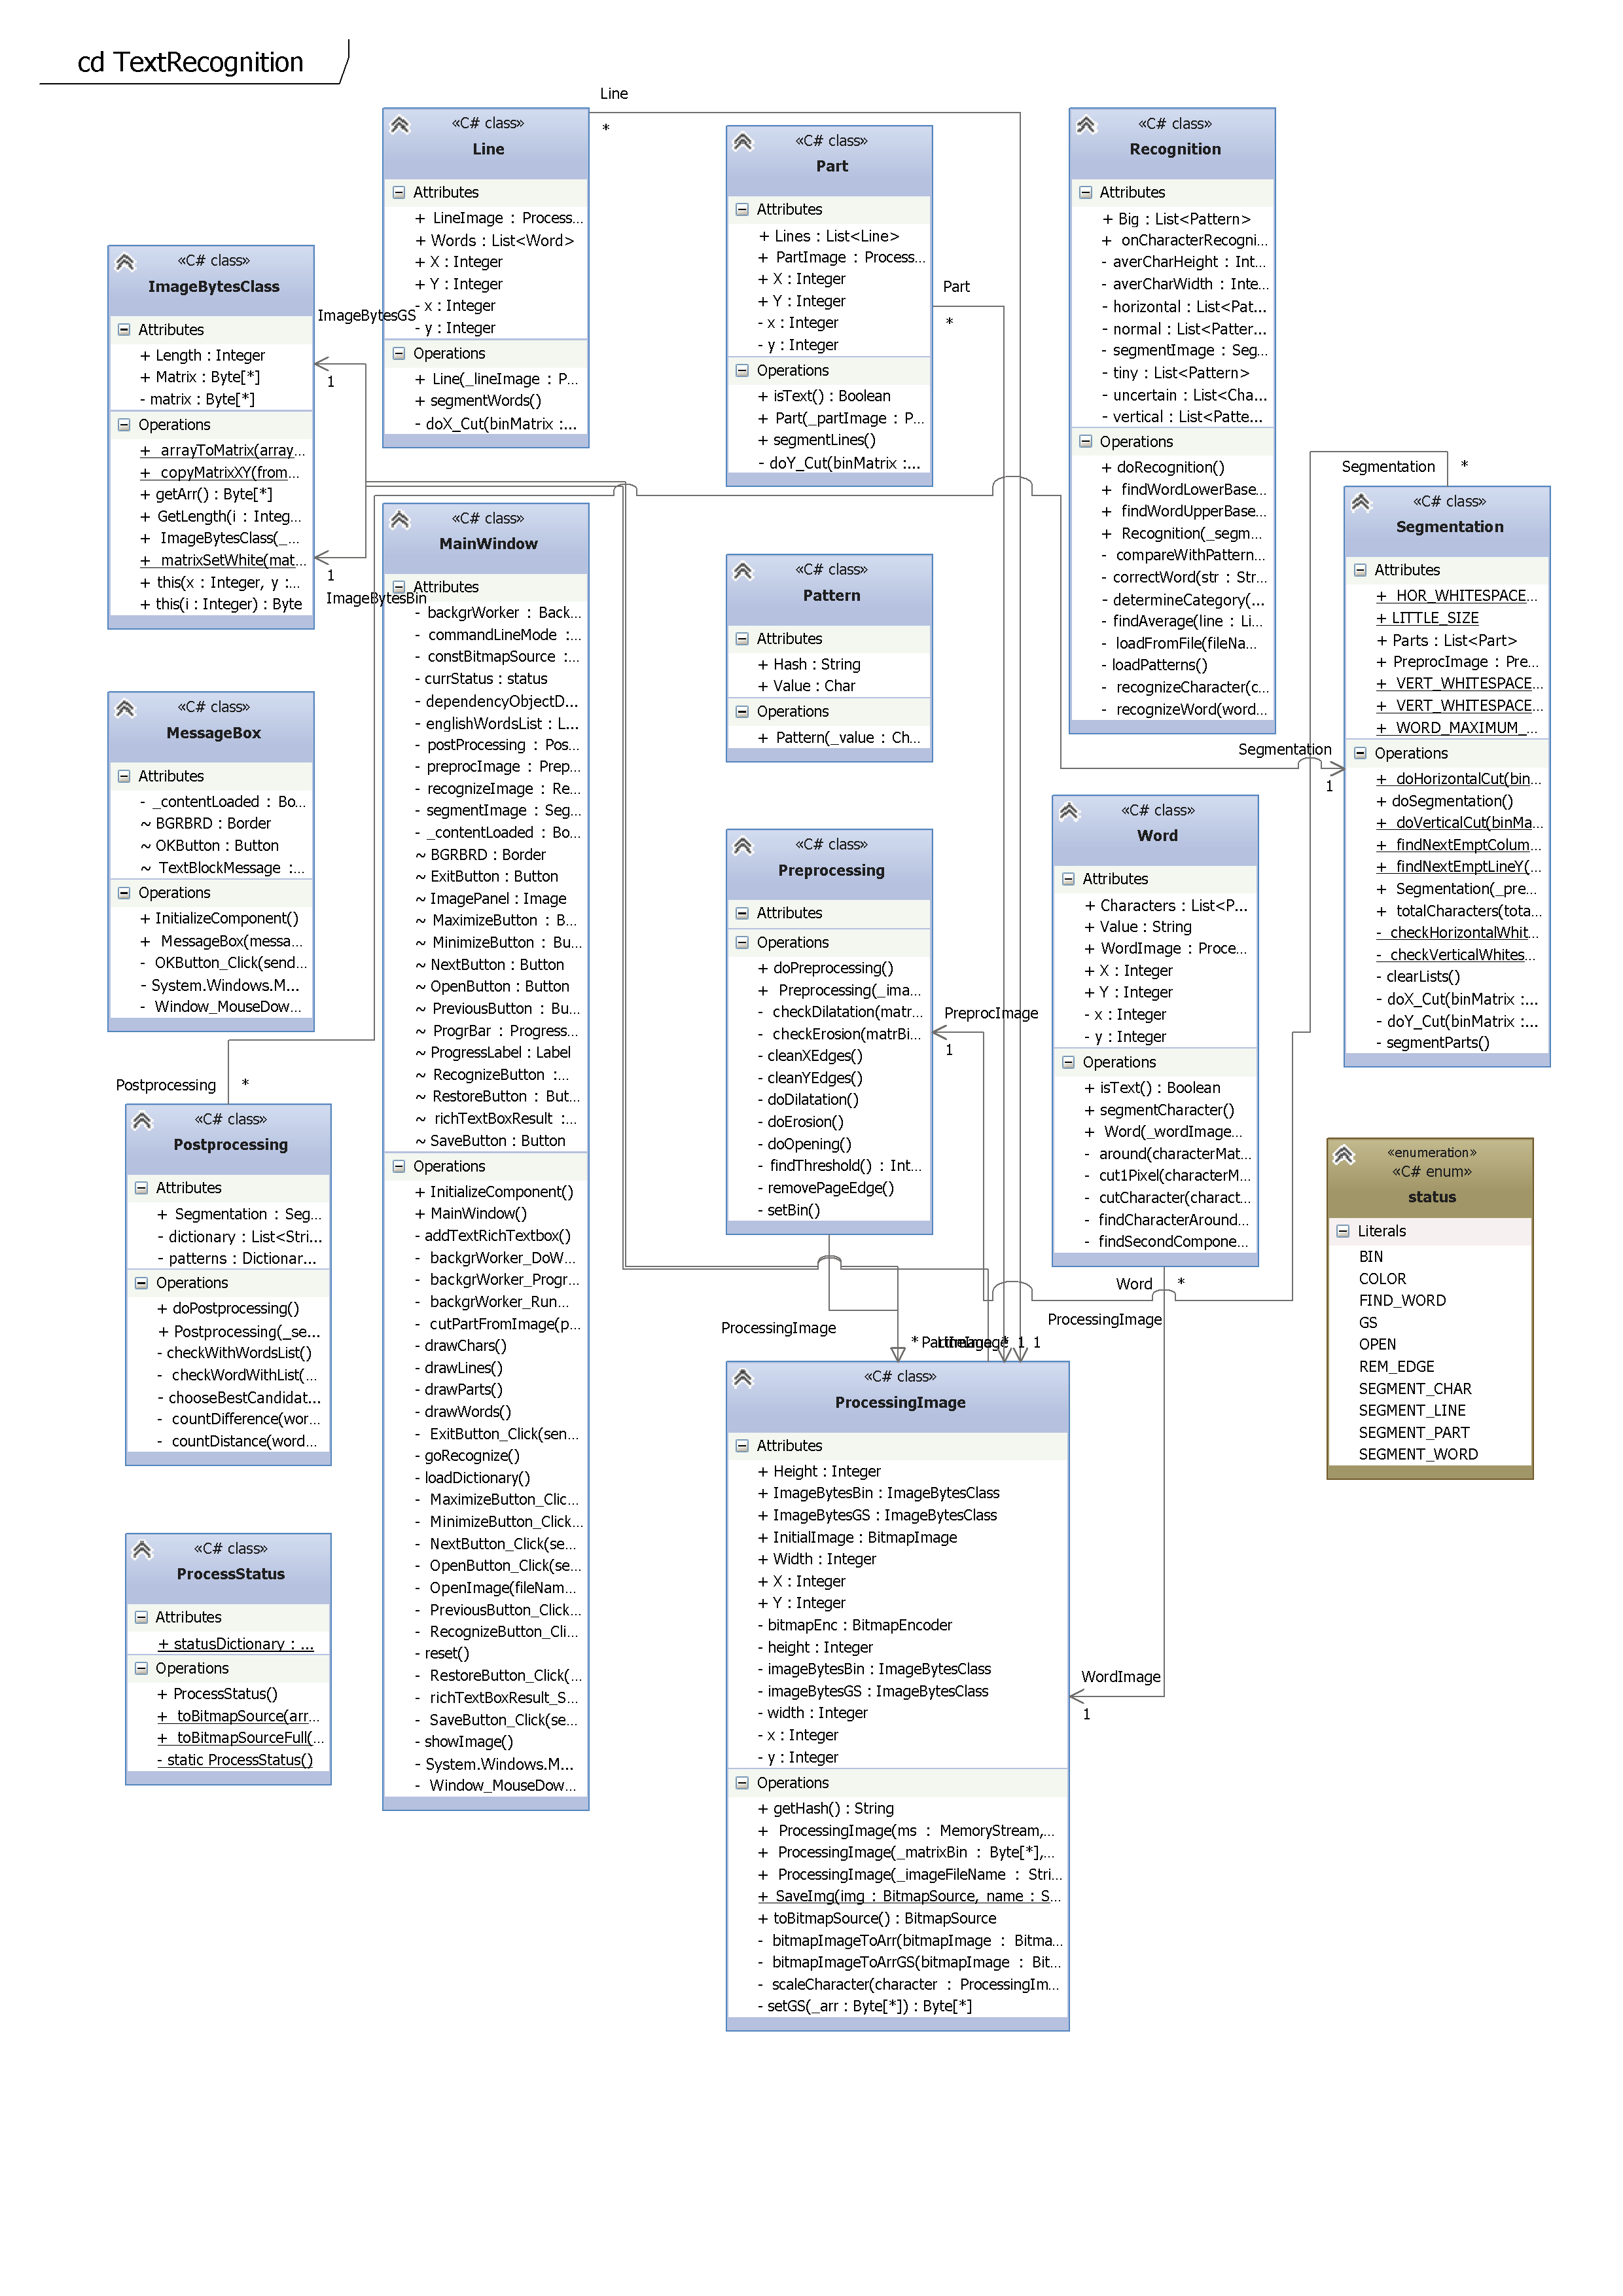 cd TextRecognition
Line
*
«C# class»
Line
Attributes
+ LineImage : Process...
+ Words : List<Word>
+ X : Integer
+ Y : Integer
- x : Integer
- y : Integer
Operations
+ Line(_lineImage : P...
+ segmentWords()
- doX_Cut(binMatrix :...
«C# class»
Part
Attributes
+ Lines : List<Line>
+ PartImage : Process...
+ X : Integer
+ Y : Integer
- x : Integer
- y : Integer
Operations
+ isText() : Boolean
+ Part(_partImage : P...
+ segmentLines()
- doY_Cut(binMatrix :...
Part
*
«C# class»
Recognition
Attributes
+ Big : List<Pattern>
+ onCharacterRecogni...
- averCharHeight : Int...
- averCharWidth : Inte...
- horizontal : List<Pat...
- normal : List<Patter...
- segmentImage : Seg...
- tiny : List<Pattern>
- uncertain : List<Cha...
- vertical : List<Patte...
Operations
+ doRecognition()
+ findWordLowerBase...
+ findWordUpperBase...
+ Recognition(_segm...
- compareWithPattern...
- correctWord(str : Str...
- determineCategory(...
- findAverage(line : Li...
- loadFromFile(fileNa...
- loadPatterns()
- recognizeCharacter(c...
- recognizeWord(word...
«C# class»
ImageBytesClass
Attributes
+ Length : Integer
+ Matrix : Byte[*]
- matrix : Byte[*]
Operations
+ arrayToMatrix(array...
+ copyMatrixXY(from...
+ getArr() : Byte[*]
+ GetLength(i : Integ...
+ ImageBytesClass(_...
+ matrixSetWhite(mat...
+ this(x : Integer, y :...
+ this(i : Integer) : Byte
ImageBytesGS
1
1
ImageBytesBin
Segmentation
*
«C# class»
Segmentation
Attributes
+ HOR_WHITESPACE...
+ LITTLE_SIZE
+ Parts : List<Part>
+ PreprocImage : Pre...
+ VERT_WHITESPACE...
+ VERT_WHITESPACE...
+ WORD_MAXIMUM_...
Operations
+ doHorizontalCut(bin...
+ doSegmentation()
+ doVerticalCut(binMa...
+ findNextEmptColum...
+ findNextEmptLineY(...
+ Segmentation(_pre...
+ totalCharacters(tota...
- checkHorizontalWhit...
- checkVerticalWhites...
- clearLists()
- doX_Cut(binMatrix :...
- doY_Cut(binMatrix :...
- segmentParts()
Segmentation
1
«C# class»
MainWindow
Attributes
- backgrWorker : Back...
- commandLineMode :...
- constBitmapSource :...
- currStatus : status
- dependencyObjectD...
- englishWordsList : L...
- postProcessing : Pos...
- preprocImage : Prep...
- recognizeImage : Re...
- segmentImage : Seg...
- _contentLoaded : Bo...
~ BGRBRD : Border
~ ExitButton : Button
~ ImagePanel : Image
~ MaximizeButton : B...
~ MinimizeButton : Bu...
~ NextButton : Button
~ OpenButton : Button
~ PreviousButton : Bu...
~ ProgrBar : Progress...
~ ProgressLabel : Label
~ RecognizeButton :...
~ RestoreButton : But...
~ richTextBoxResult :...
~ SaveButton : Button
Operations
+ InitializeComponent()
+ MainWindow()
- addTextRichTextbox()
- backgrWorker_DoW...
- backgrWorker_Progr...
- backgrWorker_Run...
- cutPartFromImage(p...
- drawChars()
- drawLines()
- drawParts()
- drawWords()
- ExitButton_Click(sen...
- goRecognize()
- loadDictionary()
- MaximizeButton_Clic...
- MinimizeButton_Click...
- NextButton_Click(se...
- OpenButton_Click(se...
- OpenImage(fileNam...
- PreviousButton_Click...
- RecognizeButton_Cli...
- reset()
- RestoreButton_Click(...
- richTextBoxResult_S...
- SaveButton_Click(se...
- showImage()
- System.Windows.M...
- Window_MouseDow...
«C# class»
Pattern
Attributes
+ Hash : String
+ Value : Char
Operations
+ Pattern(_value : Ch...
«C# class»
MessageBox
Attributes
- _contentLoaded : Bo...
~ BGRBRD : Border
~ OKButton : Button
~ TextBlockMessage :...
Operations
+ InitializeComponent()
+ MessageBox(messa...
- OKButton_Click(send...
- System.Windows.M...
- Window_MouseDow...
«C# class»
Preprocessing
Attributes
Operations
+ doPreprocessing()
+ Preprocessing(_ima...
- checkDilatation(matr...
- checkErosion(matrBi...
- cleanXEdges()
- cleanYEdges()
- doDilatation()
- doErosion()
- doOpening()
- findThreshold() : Int...
- removePageEdge()
- setBin()
PreprocImage
1
«C# class»
Word
Attributes
+ Characters : List<P...
+ Value : String
+ WordImage : Proce...
+ X : Integer
+ Y : Integer
- x : Integer
- y : Integer
Operations
+ isText() : Boolean
+ segmentCharacter()
+ Word(_wordImage...
- around(characterMat...
- cut1Pixel(characterM...
- cutCharacter(charact...
- findCharacterAround...
- findSecondCompone...
Word
*
Postprocessing
*
«C# class»
Postprocessing
Attributes
+ Segmentation : Seg...
- dictionary : List<Stri...
- patterns : Dictionar...
Operations
+ doPostprocessing()
+ Postprocessing(_se...
- checkWithWordsList()
- checkWordWithList(...
- chooseBestCandidat...
- countDifference(wor...
- countDistance(word...
«enumeration»
«C# enum»
status
Literals
BIN
COLOR
FIND_WORD
GS
OPEN
REM_EDGE
SEGMENT_CHAR
SEGMENT_LINE
SEGMENT_PART
SEGMENT_WORD
ProcessingImage
ProcessingImage
* PartImage LineImage * 1 1
«C# class»
ProcessingImage
Attributes
+ Height : Integer
+ ImageBytesBin : ImageBytesClass
+ ImageBytesGS : ImageBytesClass
+ InitialImage : BitmapImage
+ Width : Integer
+ X : Integer
+ Y : Integer
- bitmapEnc : BitmapEncoder
- height : Integer
- imageBytesBin : ImageBytesClass
- imageBytesGS : ImageBytesClass
- width : Integer
- x : Integer
- y : Integer
Operations
+ getHash() : String
+ ProcessingImage(ms : MemoryStream,...
+ ProcessingImage(_matrixBin : Byte[*],...
+ ProcessingImage(_imageFileName : Stri...
+ SaveImg(img : BitmapSource, name : S...
+ toBitmapSource() : BitmapSource
- bitmapImageToArr(bitmapImage : Bitma...
- bitmapImageToArrGS(bitmapImage : Bit...
- scaleCharacter(character : ProcessingIm...
- setGS(_arr : Byte[*]) : Byte[*]
WordImage
1
«C# class»
ProcessStatus
Attributes
+ statusDictionary : ...
Operations
+ ProcessStatus()
+ toBitmapSource(arr...
+ toBitmapSourceFull(...
- static ProcessStatus()